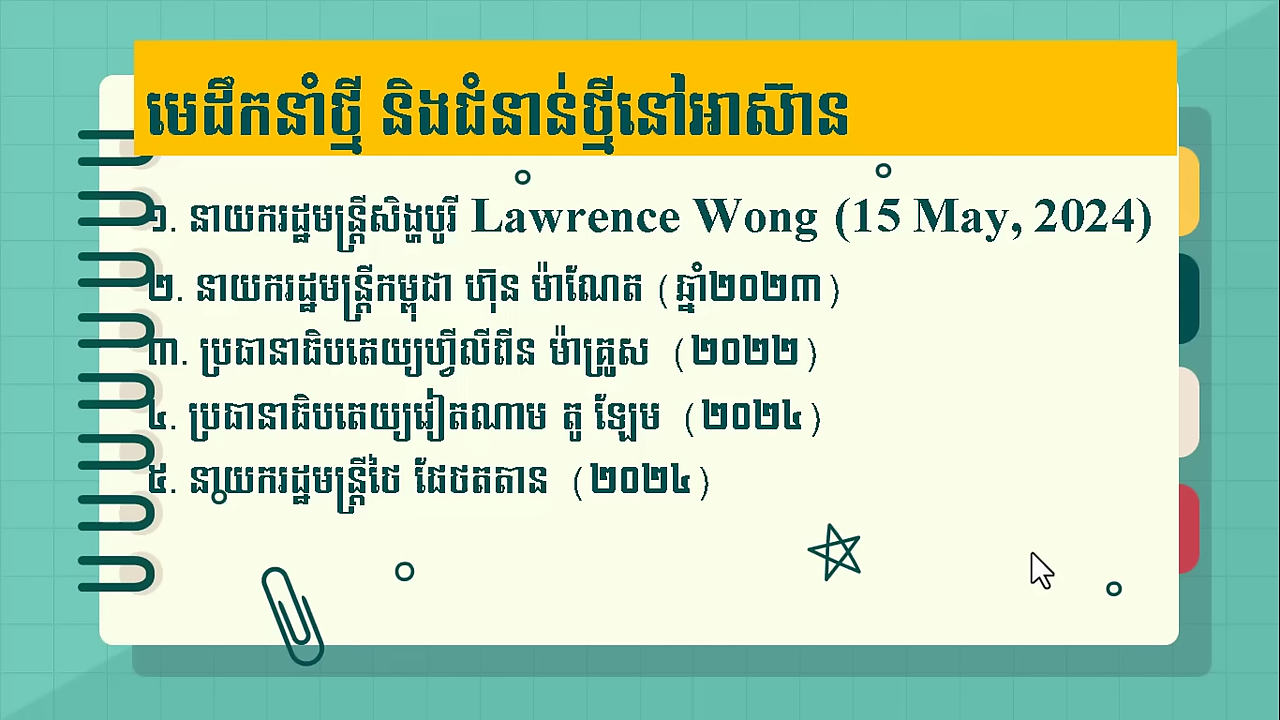 មេដឹកនាំថ្មី និងជំនាន់ថ្មីនៅអាស៊ាន
១. នាយករដ្ឋមន្ត្រីសិង្ហបូរី Lawrence Wong (15 May, 2024)
២. នាយករដ្ឋមន្ត្រីកម្ពុជា ហ៊ុន ម៉ាណែត (ឆ្នាំ២០២៣)
៣. ប្រធានាធិបតេយ្យហ្វីលីពីន ម៉ាគ្រូស (២០២២)
៤. ប្រធានាធិបតេយ្យវៀតណាម តូ ឡែម (២០២៤)
៥. នាយករដ្ឋមន្ត្រីថៃ ផែថតតាន (២០២៤)